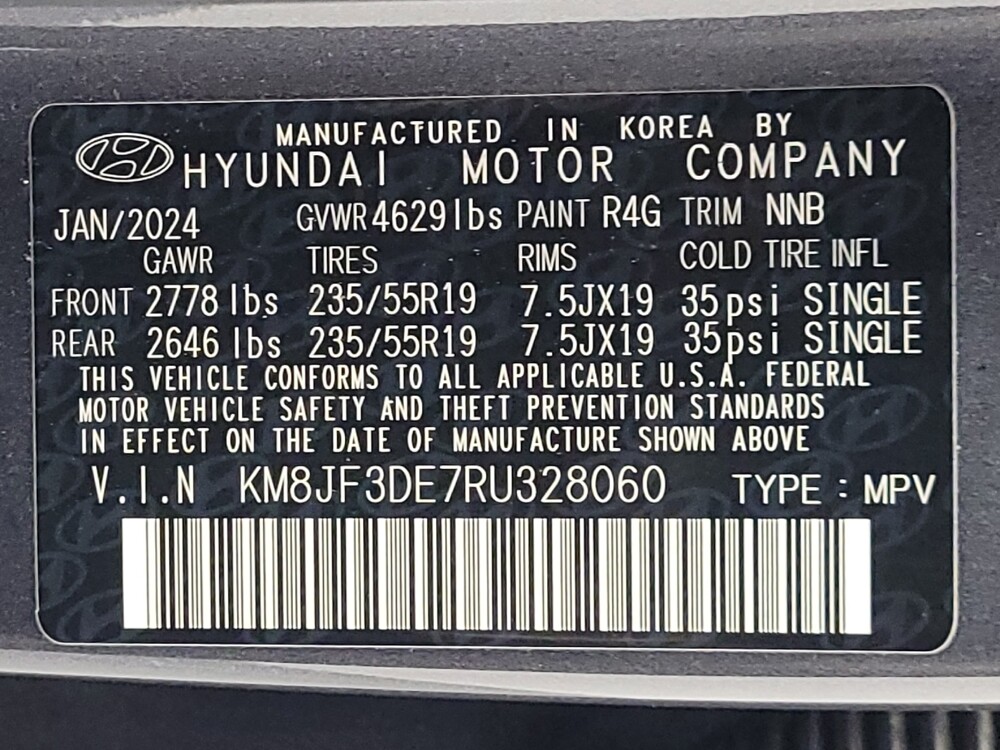 MANUFACTURED IN KOREA BY
HYUNDAI MOTOR COMPANY
JAN/2024 GVWR 4629lbs PAINT R4G TRIM NNB
GAWR TIRES RIMS COLD TIRE INFL
FRONT 2778 lbs 235/55R19 7.5JX19 35psi SINGLE
REAR 2646 lbs 235/55R19 7.5JX19 35psi SINGLE
THIS VEHICLE CONFORMS TO ALL APPLICABLE U.S.A. FEDERAL
MOTOR VEHICLE SAFETY AND THEFT PREVENTION STANDARDS
IN EFFECT ON THE DATE OF MANUFACTURE SHOWN ABOVE
V.I.N KM8JF3DE7RU328060 TYPE : MPV